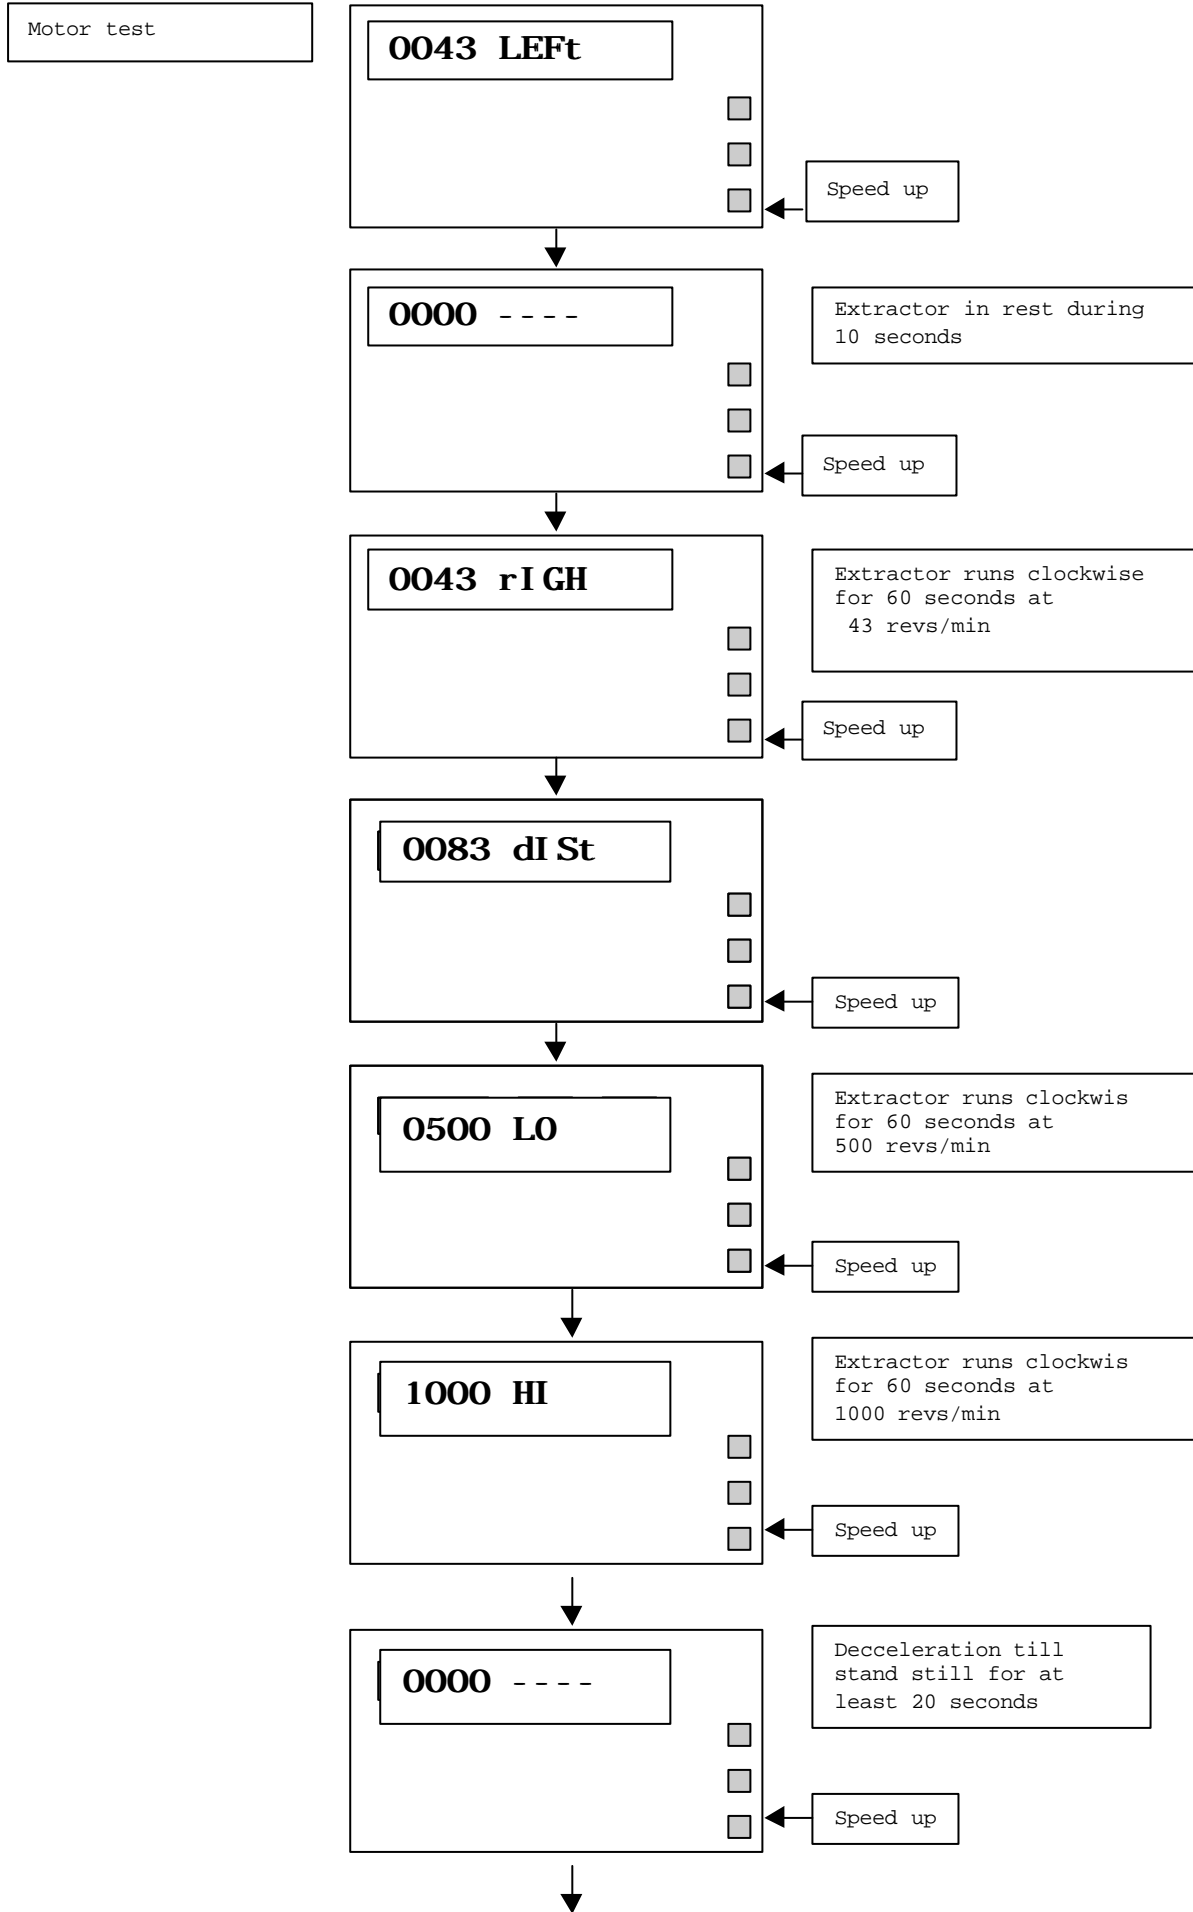 Motor test
0043 LEFt
Speed up
0000 ----
Extractor in rest during
10 seconds
Speed up
0043 rIGH
Extractor runs clockwise
for 60 seconds at
43 revs/min
Speed up
0083 dISt
Speed up
0500 LO
Extractor runs clockwis
for 60 seconds at
500 revs/min
Speed up
1000 HI
Extractor runs clockwis
for 60 seconds at
1000 revs/min
Speed up
0000 ----
Decceleration till
stand still for at
least 20 seconds
Speed up